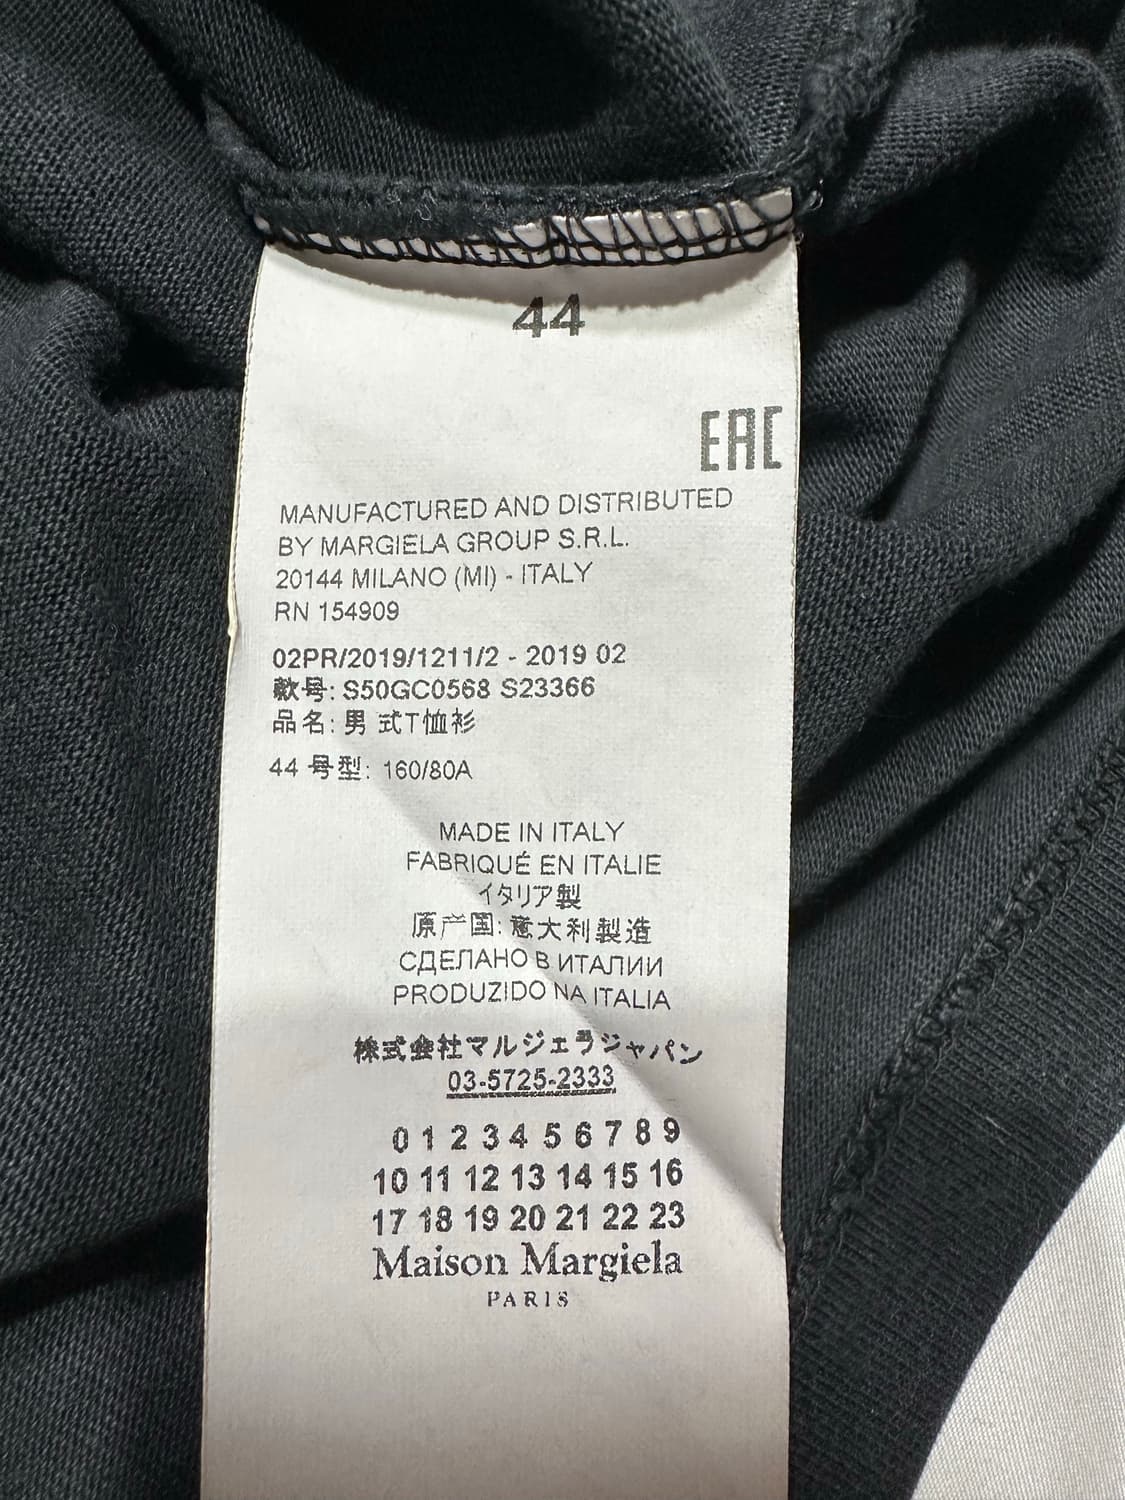 44
EAC
MANUFACTURED AND DISTRIBUTED
BY MARGIELA GROUP S.R.L.
20144 MILANO (MI) - ITALY
RN 154909
02PR/2019/1211/2 - 2019 02
款号: S50GC0568 S23366
品名: 男 式T恤衫
44 号型: 160/80A
MADE IN ITALY
FABRIQUÉ EN ITALIE
イタリア製
原产国: 意大利製造
СДЕЛАНО В ИТАЛИИ
PRODUZIDO NA ITALIA
株式会社マルジェラジャパン
03-5725-2333
0 1 2 3 4 5 6 7 8 9
10 11 12 13 14 15 16
17 18 19 20 21 22 23
Maison Margiela
PARIS